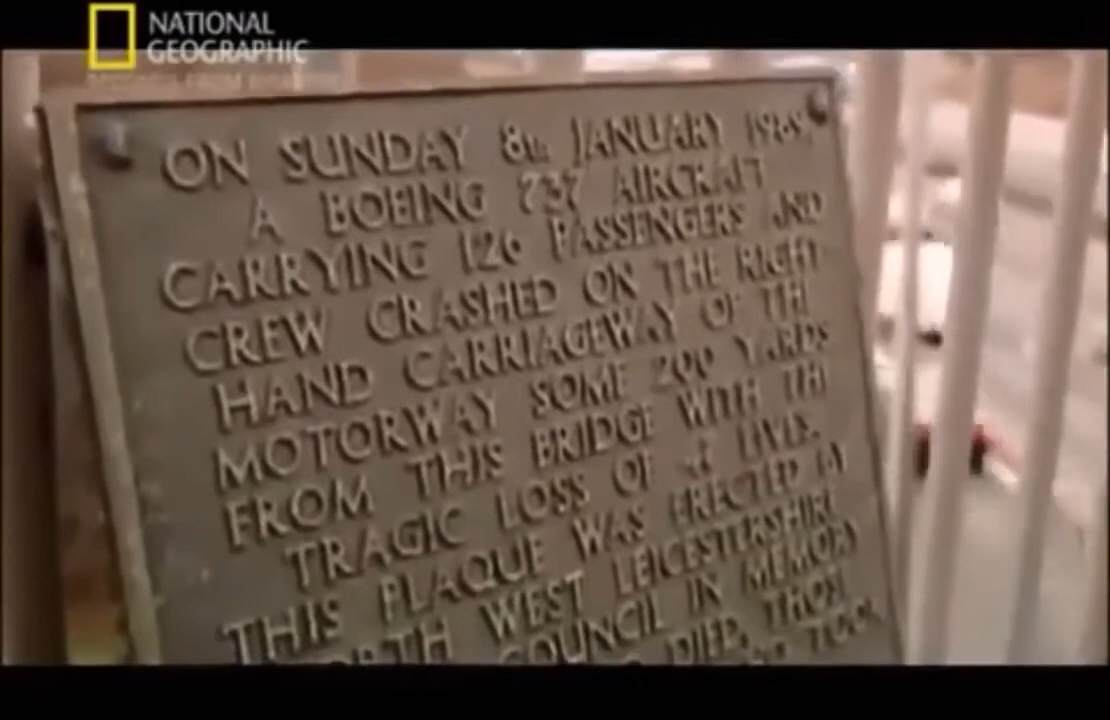 NATIONAL
GEOGRAPHIC
ON SUNDAY 8th JANUARY 1989,
A BOEING 737 AIRCRAFT
CARRYING 126 PASSENGERS AND
CREW CRASHED ON THE RIGHT
HAND CARRIAGEWAY OF THE
MOTORWAY SOME 200 YARDS
FROM THIS BRIDGE WITH THE
TRAGIC LOSS OF LIVES.
THIS PLAQUE WAS ERECTED BY
WEST LEICESTERSHIRE
COUNCIL IN MEMORY
DIED, THOSE
TOOK